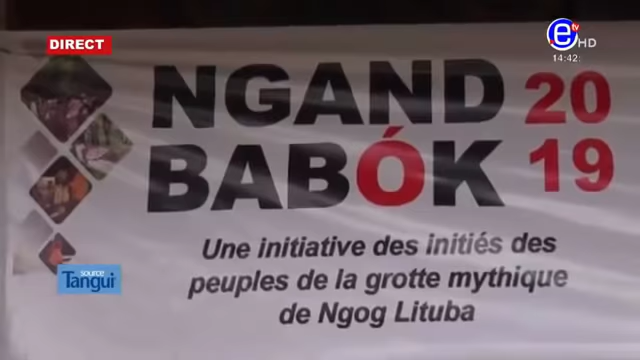 DIRECT
E tv HD
14:42
NGAND 20
BABÓK 19
Une initiative des initiés des
peuples de la grotte mythique
de Ngog Lituba
source
Tangui